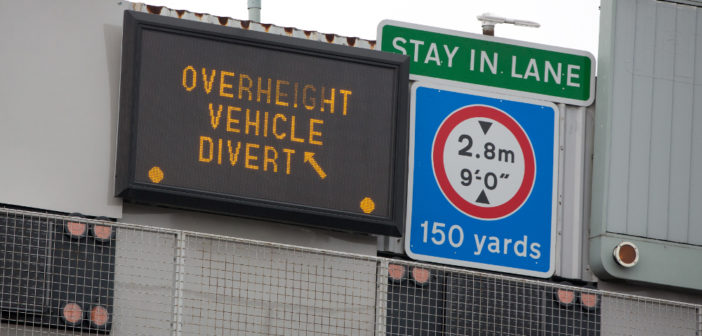 OVERHEIGHT
VEHICLE
DIVERT ↖
STAY IN LANE
2.8m
9'-0"
150 yards